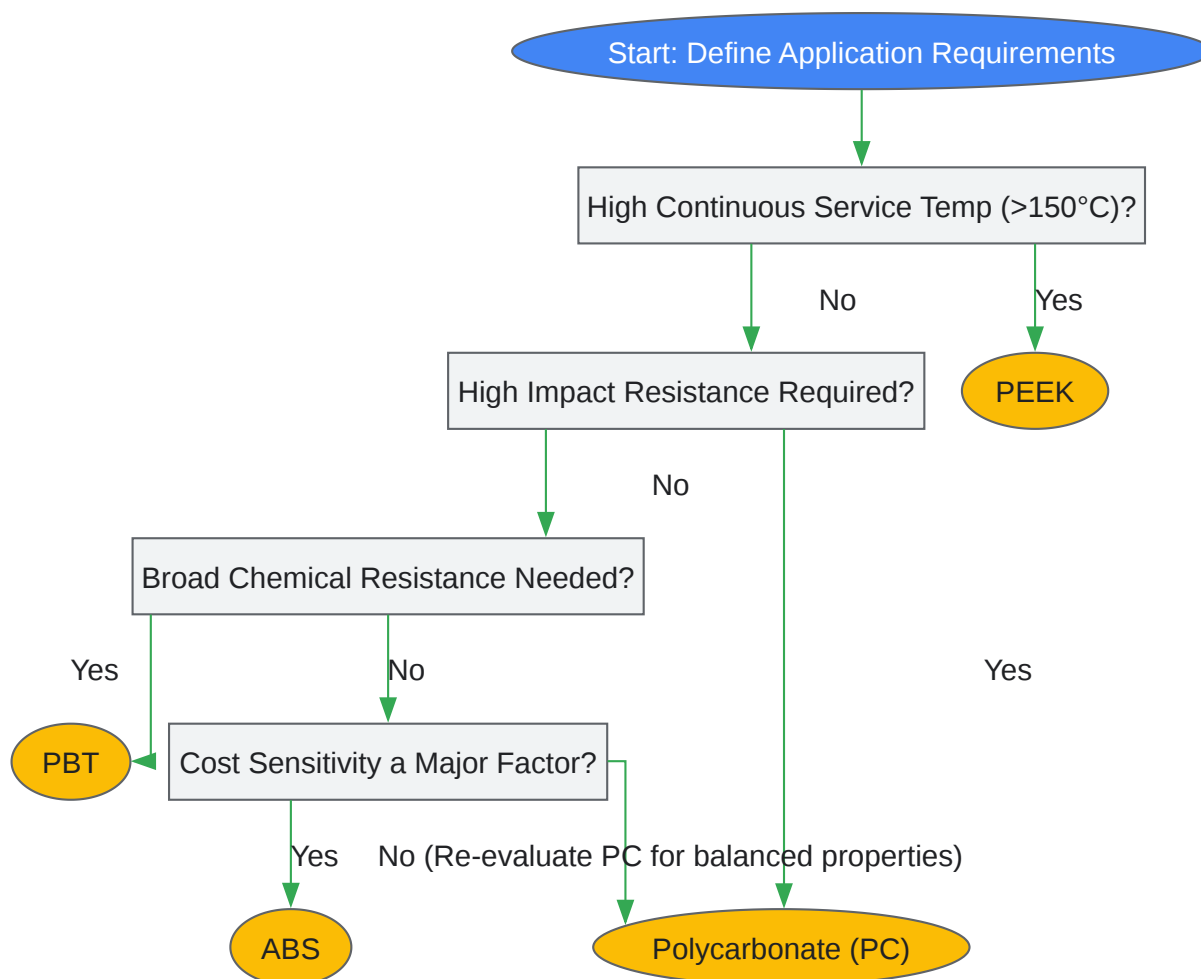 Start: Define Application Requirements
High Continuous Service Temp (>150°C)?
No
Yes
High Impact Resistance Required?
PEEK
No
Broad Chemical Resistance Needed?
Yes
No
Yes
PBT
Cost Sensitivity a Major Factor?
Yes
No (Re-evaluate PC for balanced properties)
ABS
Polycarbonate (PC)